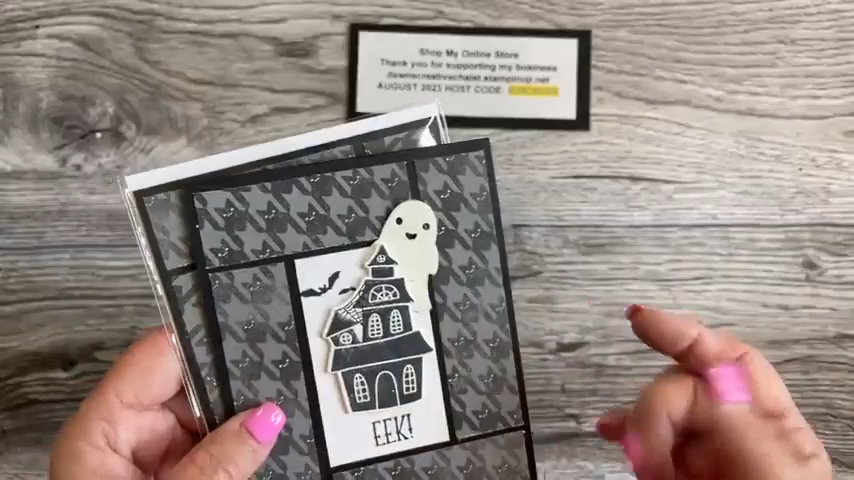 Shop My Online Store
Thank you for supporting my business
AUGUST 2023 HOST CODE:
EEK!